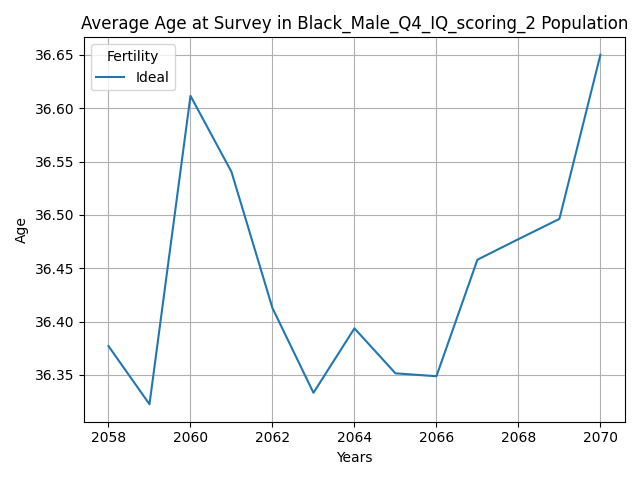 Average Age at Survey in Black_Male_Q4_IQ_scoring_2 Population
Fertility
Ideal
36.65
36.60
36.55
36.50
36.45
36.40
36.35
Age
2058
2060
2062
2064
2066
2068
2070
Years